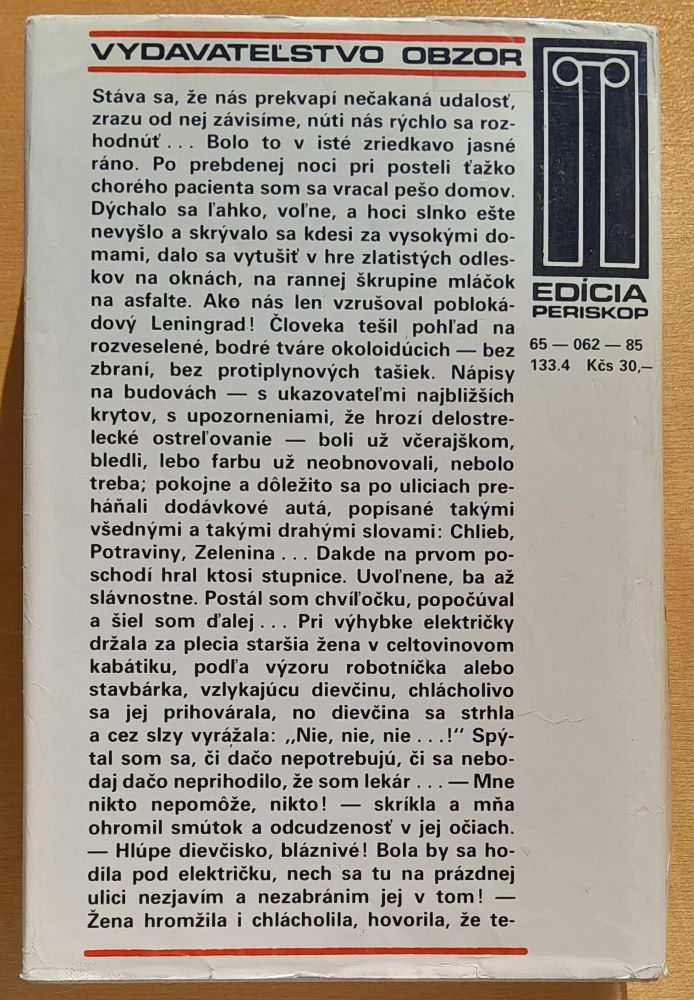 VYDAVATEĽSTVO OBZOR
Stáva sa, že nás prekvapí nečakaná udalosť,
zrazu od nej závisíme, núti nás rýchlo sa roz-
hodnúť... Bolo to v isté zriedkavo jasné
ráno. Po prebdenej noci pri posteli ťažko
chorého pacienta som sa vracal pešo domov.
Dýchalo sa ľahko, voľne, a hoci slnko ešte
nevyšlo a skrývalo sa kdesi za vysokými do-
mami, dalo sa vytušiť v hre zlatistých odles-
kov na oknách, na rannej škrupine mláčok
na asfalte. Ako nás len vzrušoval pobloká-
dový Leningrad! Človeka tešil pohľad na
rozveselené, bodré tváre okoloidúcich — bez
zbraní, bez protiplynových tašiek. Nápisy
na budovách — s ukazovateľmi najbližších
krytov, s upozorneniami, že hrozí delostre-
lecké ostreľovanie — boli už včerajškom,
bledli, lebo farbu už neobnovovali, nebolo
treba; pokojne a dôležito sa po uliciach pre-
háňali dodávkové autá, popísané takými
všednými a takými drahými slovami: Chlieb,
Potraviny, Zelenina... Dakde na prvom po-
schodí hral ktosi stupnice. Uvoľnene, ba až
slávnostne. Postál som chvíľočku, popočúval
a šiel som ďalej... Pri výhybke električky
držala za plecia staršia žena v celtovinovom
kabátiku, podľa výzoru robotníčka alebo
stavbárka, vzlykajúcu dievčinu, chlácholivo
sa jej prihovárala, no dievčina sa strhla
a cez slzy vyrážala: „Nie, nie, nie...!" Spý-
tal som sa, či dačo nepotrebujú, či sa nebo-
daj dačo neprihodilo, že som lekár... — Mne
nikto nepomôže, nikto! — skríkla a mňa
ohromil smútok a odcudzenosť v jej očiach.
— Hlúpe dievčisko, bláznivé! Bola by sa ho-
dila pod električku, nech sa tu na prázdnej
ulici nezjavím a nezabránim jej v tom! —
Žena hromžila i chlácholila, hovorila, že te-
EDÍCIA
PERISKOP
65 — 062 — 85
133.4 Kčs 30,—